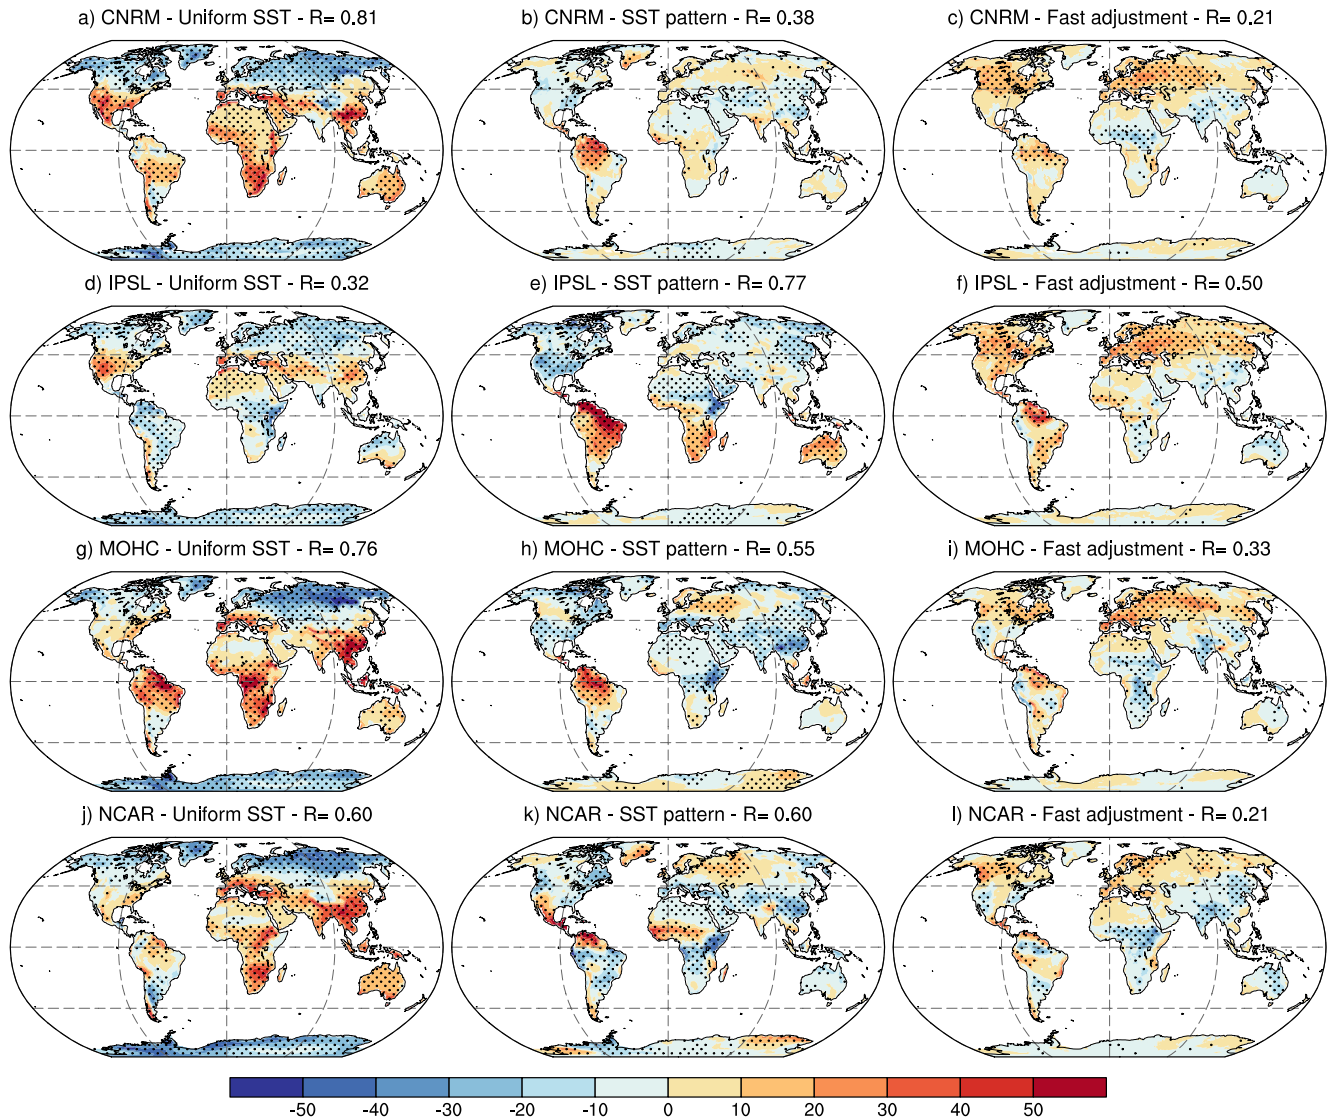 a) CNRM - Uniform SST - R= 0.81
b) CNRM - SST pattern - R= 0.38
c) CNRM - Fast adjustment - R= 0.21
d) IPSL - Uniform SST - R= 0.32
e) IPSL - SST pattern - R= 0.77
f) IPSL - Fast adjustment - R= 0.50
g) MOHC - Uniform SST - R= 0.76
h) MOHC - SST pattern - R= 0.55
i) MOHC - Fast adjustment - R= 0.33
j) NCAR - Uniform SST - R= 0.60
k) NCAR - SST pattern - R= 0.60
l) NCAR - Fast adjustment - R= 0.21
-50 -40 -30 -20 -10 0 10 20 30 40 50